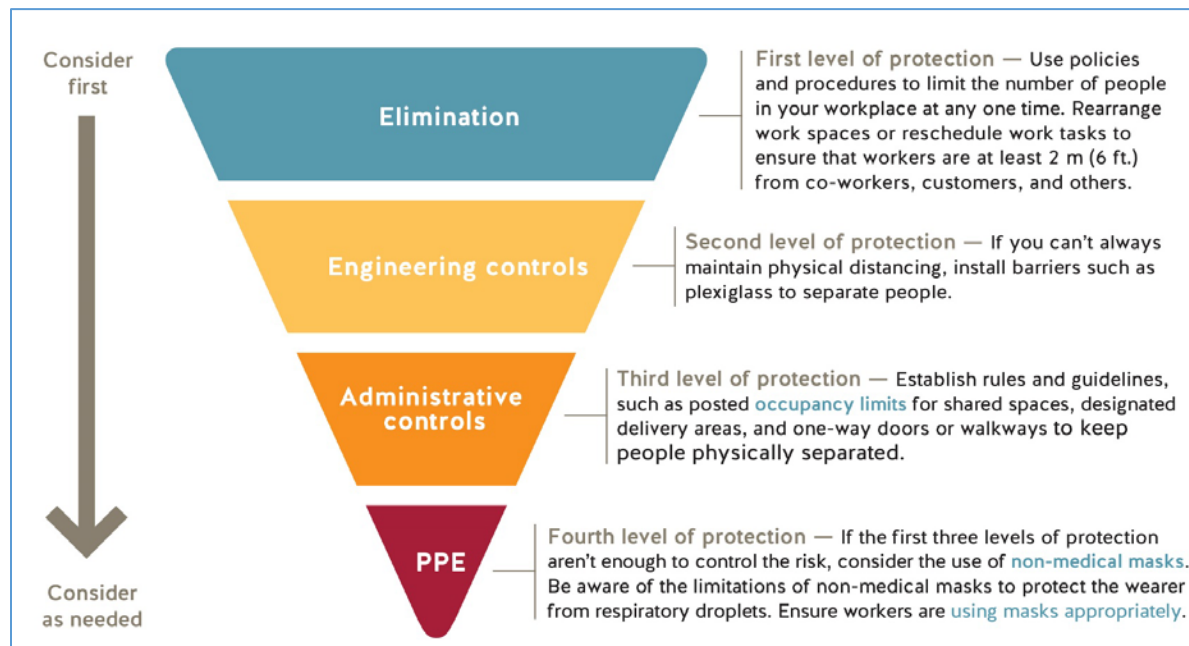 Consider
first
Elimination
First level of protection — Use policies
and procedures to limit the number of people
in your workplace at any one time. Rearrange
work spaces or reschedule work tasks to
ensure that workers are at least 2 m (6 ft.)
from co-workers, customers, and others.
Engineering controls
Second level of protection — If you can't always
maintain physical distancing, install barriers such as
plexiglass to separate people.
Administrative
controls
Third level of protection — Establish rules and guidelines,
such as posted occupancy limits for shared spaces, designated
delivery areas, and one-way doors or walkways to keep
people physically separated.
PPE
Fourth level of protection — If the first three levels of protection
aren't enough to control the risk, consider the use of non-medical masks.
Be aware of the limitations of non-medical masks to protect the wearer
from respiratory droplets. Ensure workers are using masks appropriately.
Consider
as needed